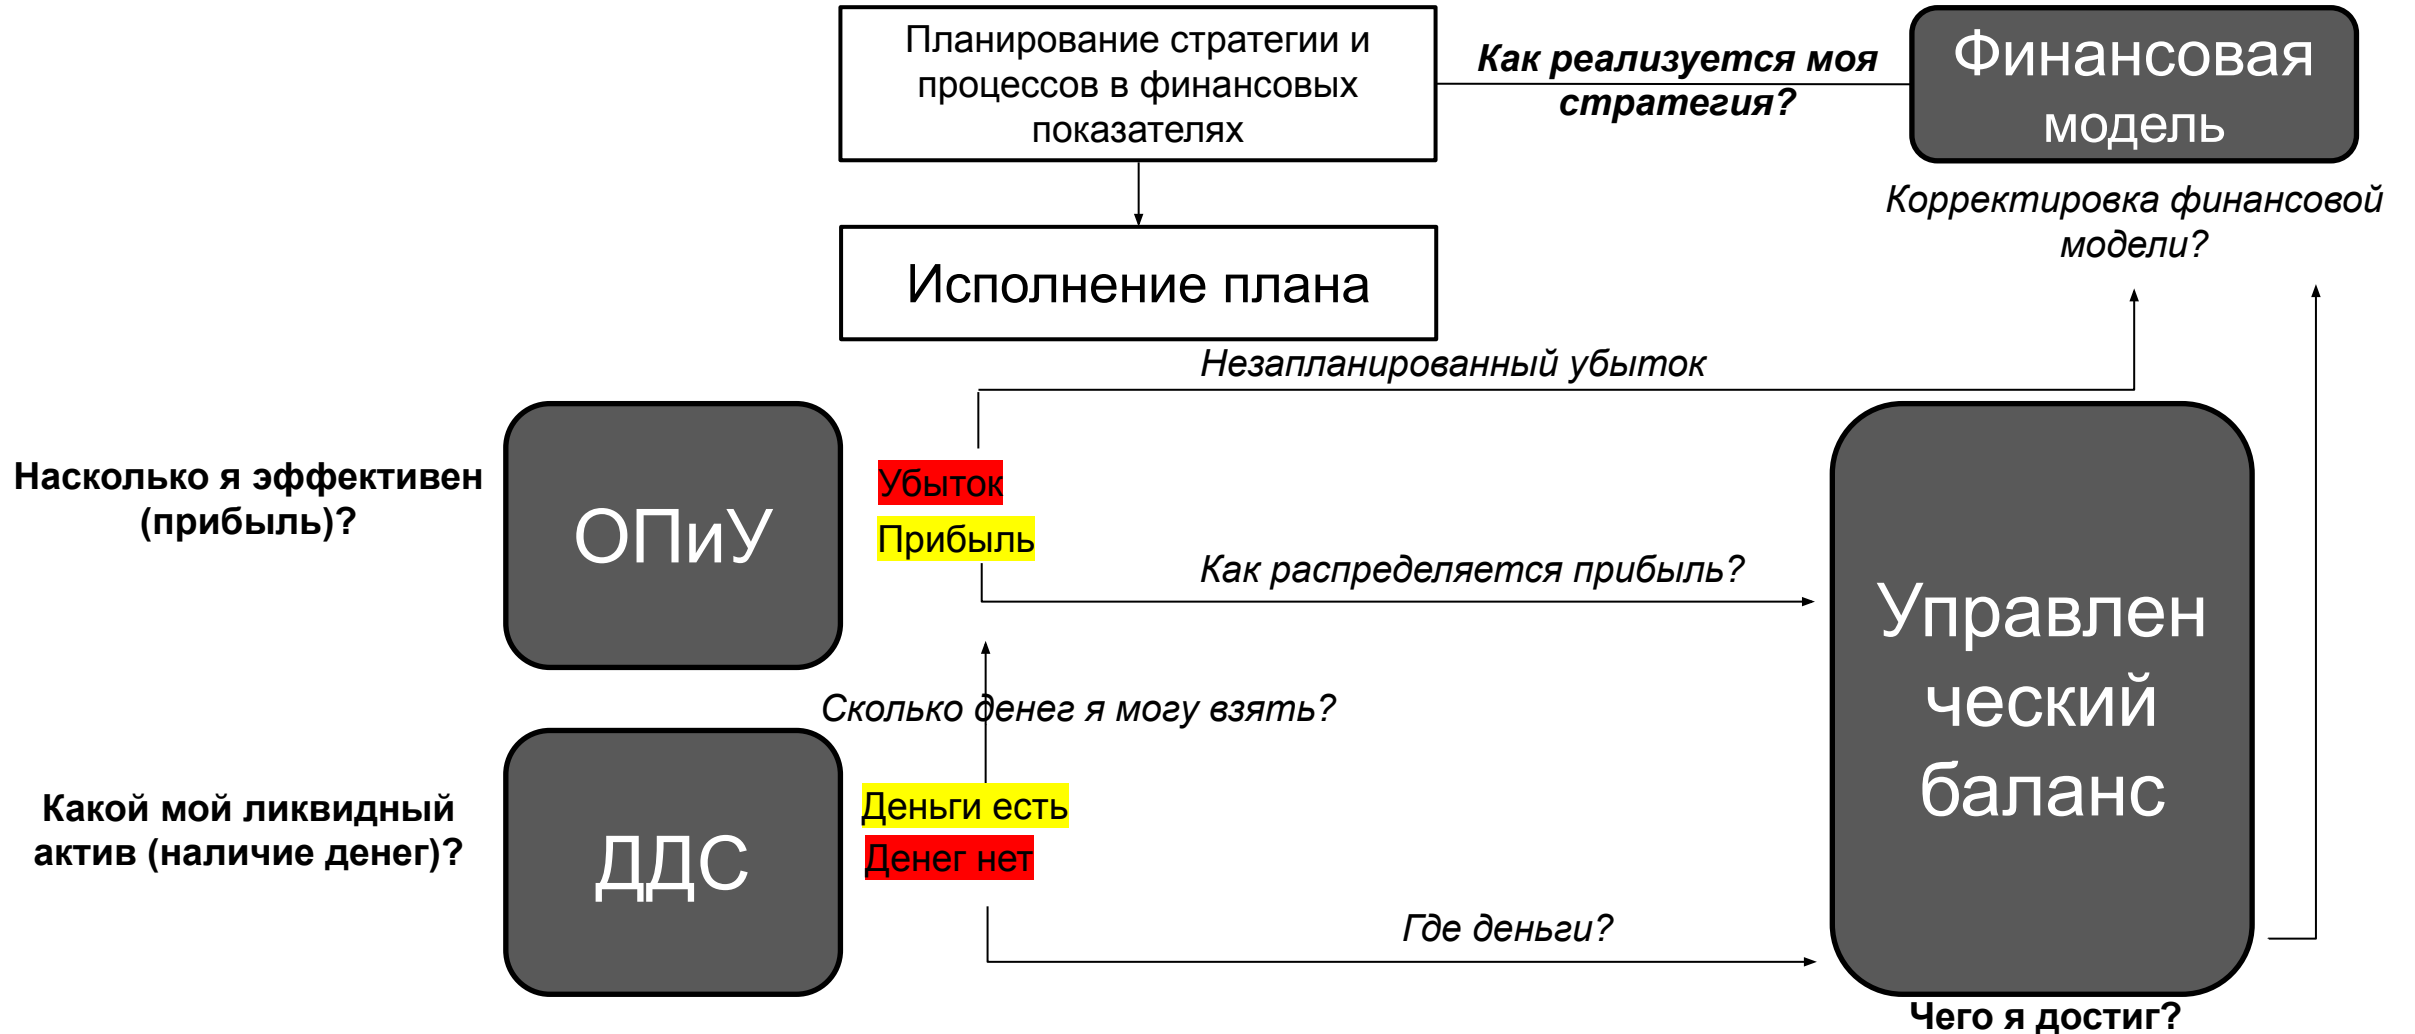 Планирование стратегии и
процессов в финансовых
показателях
Как реализуется моя
стратегия?
Финансовая
модель
Корректировка финансовой
модели?
Исполнение плана
Незапланированный убыток
Насколько я эффективен
(прибыль)?
ОПиУ
Убыток
Прибыль
Как распределяется прибыль?
Сколько денег я могу взять?
Какой мой ликвидный
актив (наличие денег)?
ДДС
Деньги есть
Денег нет
Где деньги?
Управлен
ческий
баланс
Чего я достиг?